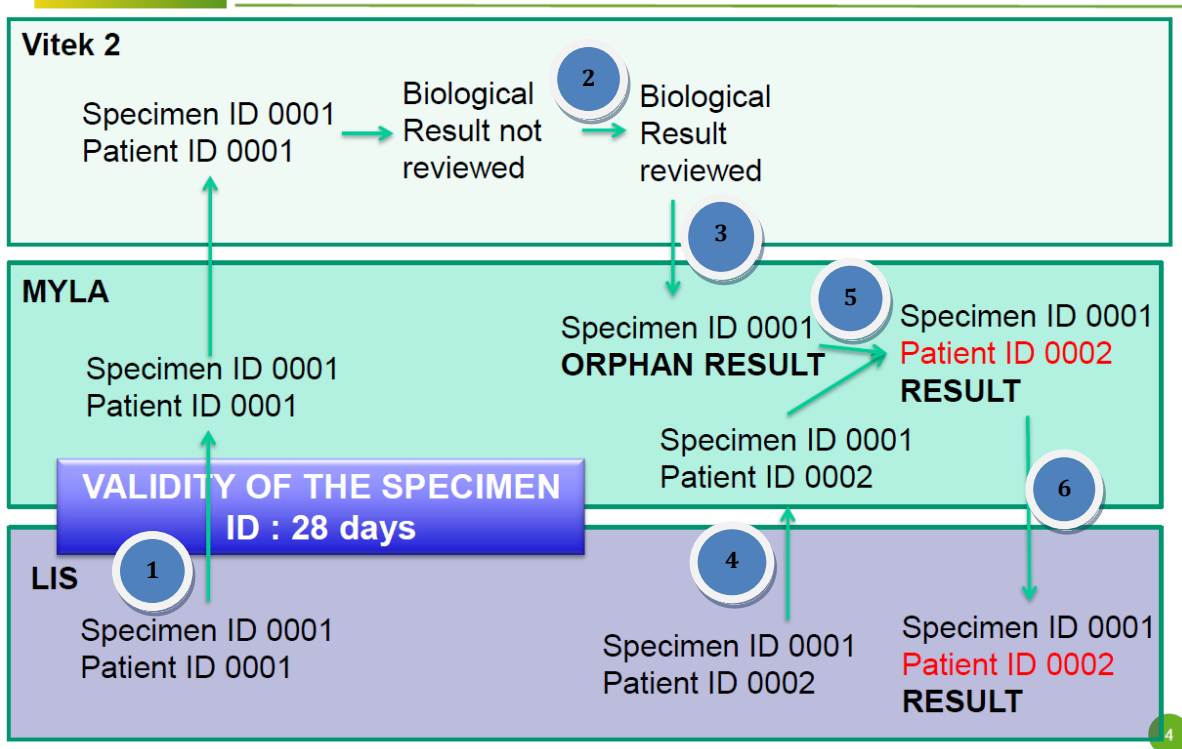 Vitek 2
Specimen ID 0001
Patient ID 0001
Biological
Result not
reviewed
2
Biological
Result
reviewed
3
MYLA
Specimen ID 0001
Patient ID 0001
Specimen ID 0001
ORPHAN RESULT
5
Specimen ID 0001
Patient ID 0002
RESULT
Specimen ID 0001
Patient ID 0002
6
VALIDITY OF THE SPECIMEN
ID : 28 days
LIS
1
Specimen ID 0001
Patient ID 0001
4
Specimen ID 0001
Patient ID 0002
Specimen ID 0001
Patient ID 0002
RESULT
4